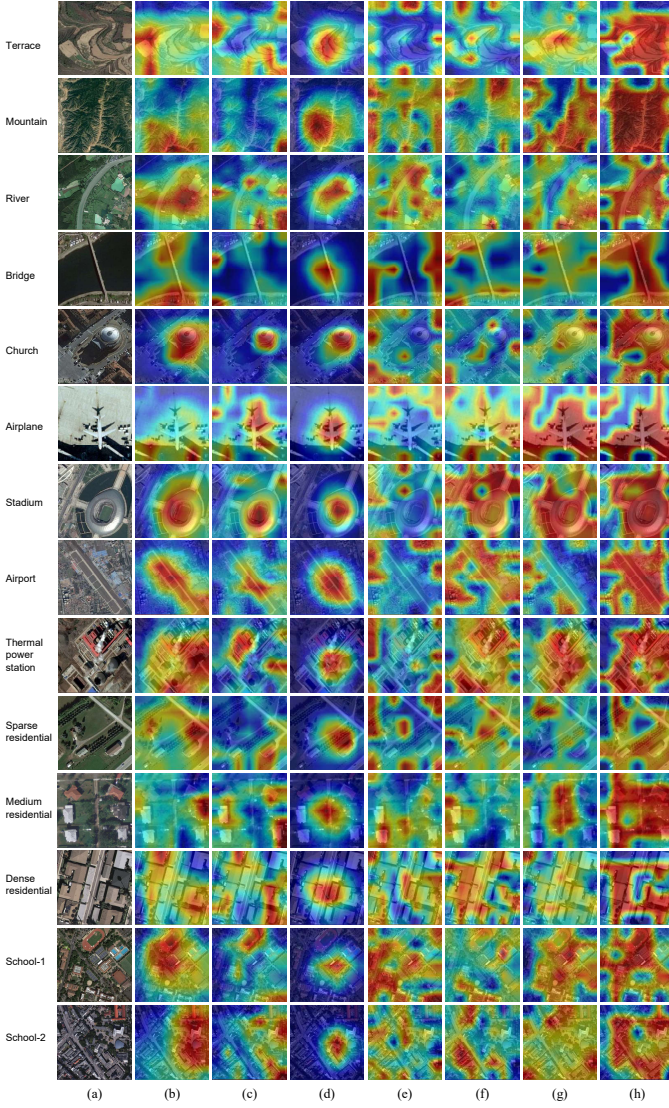 Terrace
Mountain
River
Bridge
Church
Airplane
Stadium
Airport
Thermal
power
station
Sparse
residential
Medium
residential
Dense
residential
School-1
School-2
(a) (b) (c) (d) (e) (f) (g) (h)